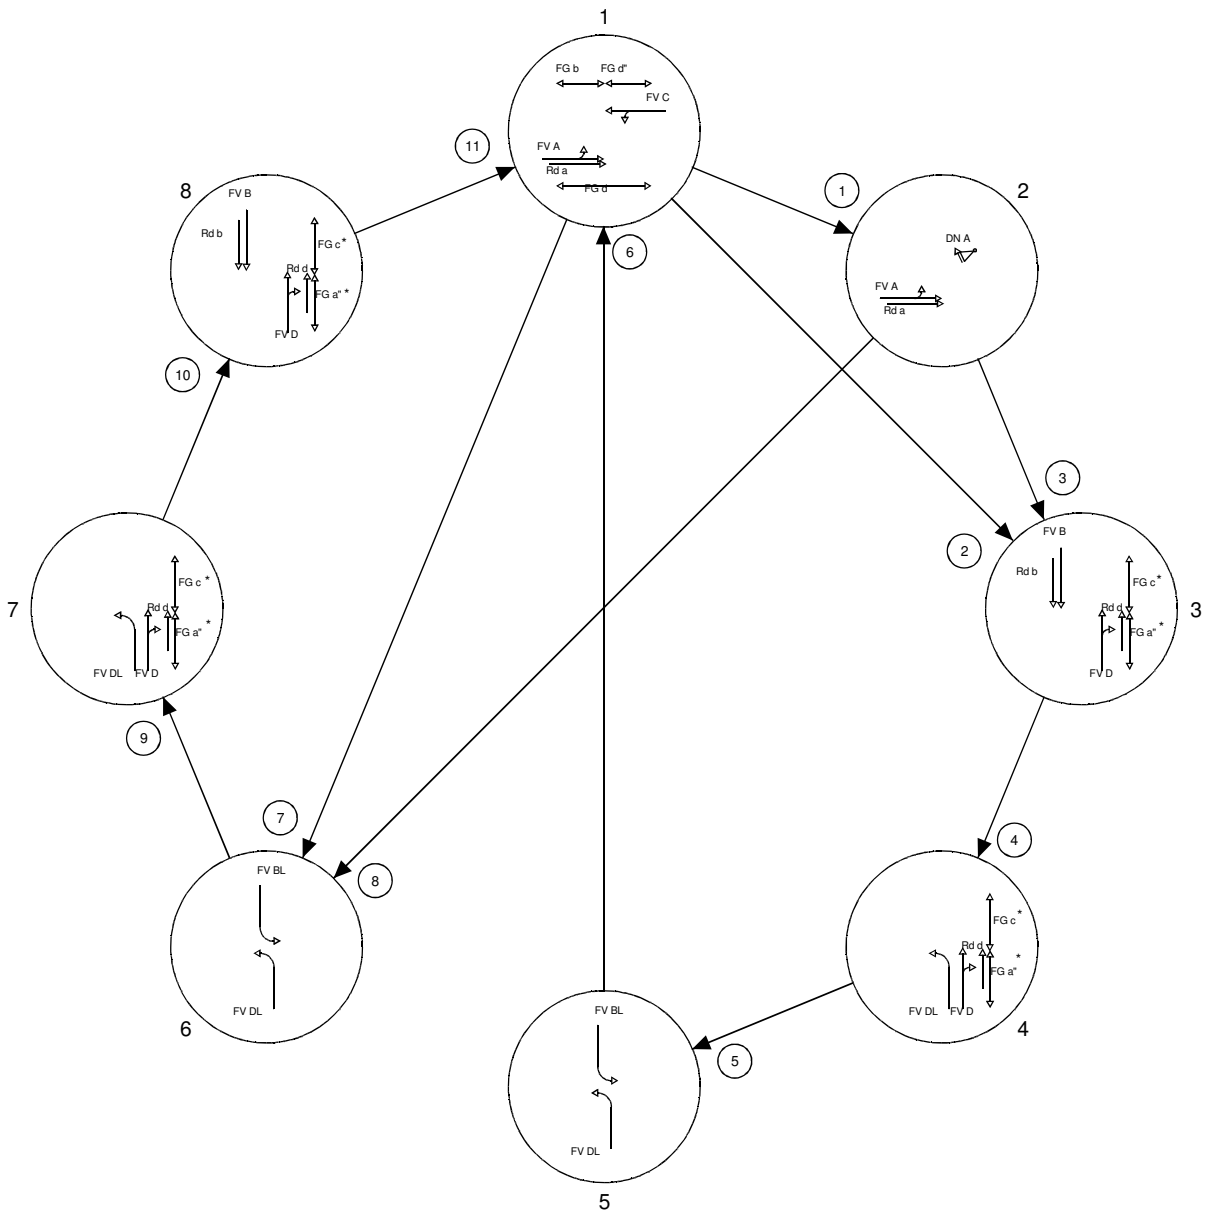 1
FG b FG d"
FV C
FV A
Rd a
FG d
11
1
6
8
FV B
Rd b
FG c *
Rd d
FG a" *
FV D
2
DN A
FV A
Rd a
10
3
2
7
FG c *
Rd d
FG a" *
FV DL FV D
FV B
Rd b
FG c *
Rd d
FG a" *
FV D
3
9
7
8
4
FV BL
FV DL
6
FG c *
Rd d
FG a" *
FV DL FV D
4
5
FV BL
FV DL
5